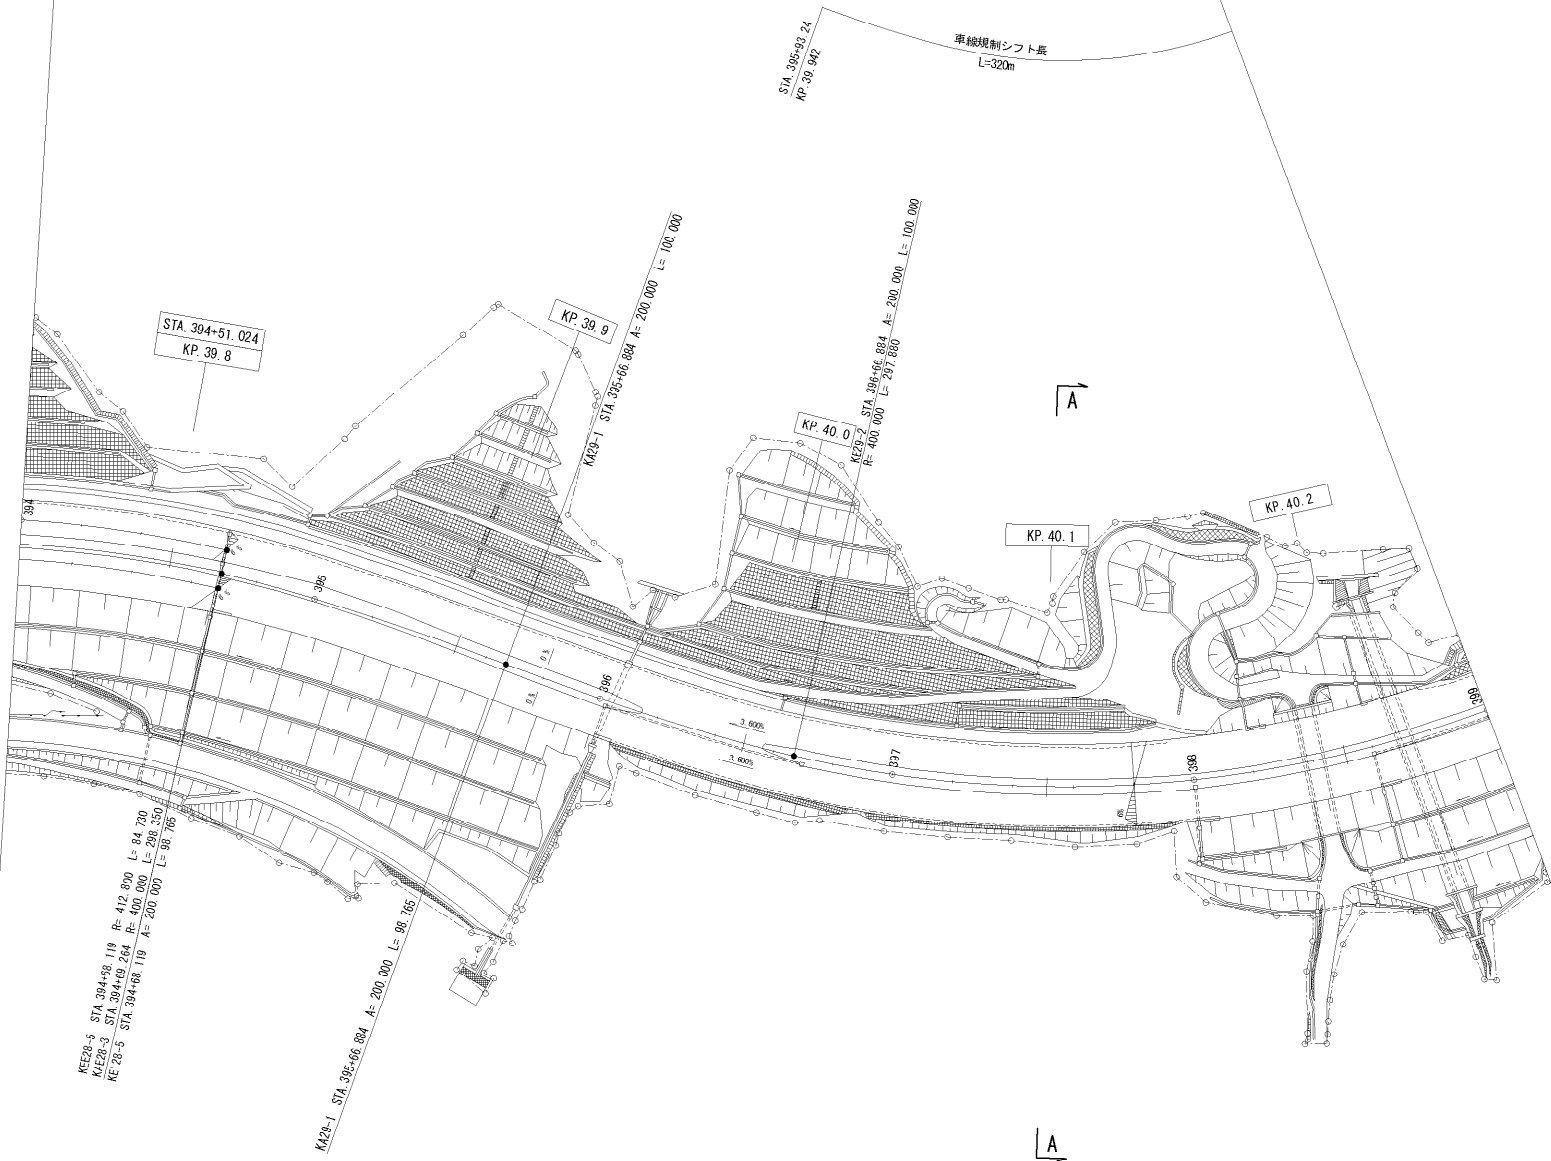 車線規制シフト長
L=320m
STA. 395+93. 24
KP. 39. 942
STA. 394+51. 024
KP. 39. 8
KP. 39. 9
KA29-1 STA. 395+66. 884 A= 200. 000 L= 100. 000
KP. 40. 0
KE29-2 STA. 396+66. 884 A= 200. 000 L= 100. 000
R= 400. 000 L= 297. 880
A
KP. 40. 1
KP. 40. 2
394
395
396
397
398
399
3. 600%
3. 600%
KEE28-5 STA. 394+58. 119 R= 412. 800 L= 84. 730
KAE28-3 STA. 394+69. 264 R= 400. 000 L= 298. 350
KE 28-5 STA. 394+68. 119 A= 200. 000 L= 98. 765
KA29-1 STA. 395+66. 884 A= 200. 000 L= 98. 765
A